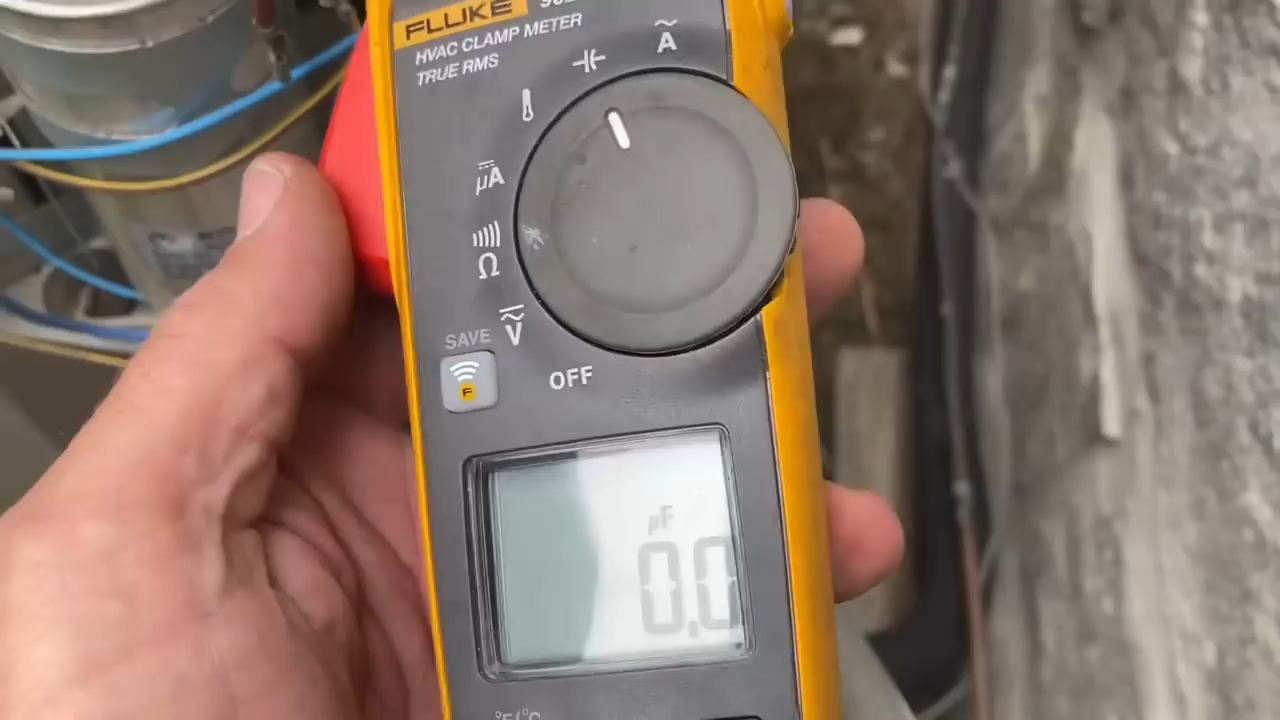 FLUKE
HVAC CLAMP METER
TRUE RMS
A
µA
Ω
V
SAVE
F
OFF
µF
0.0
°F/°C